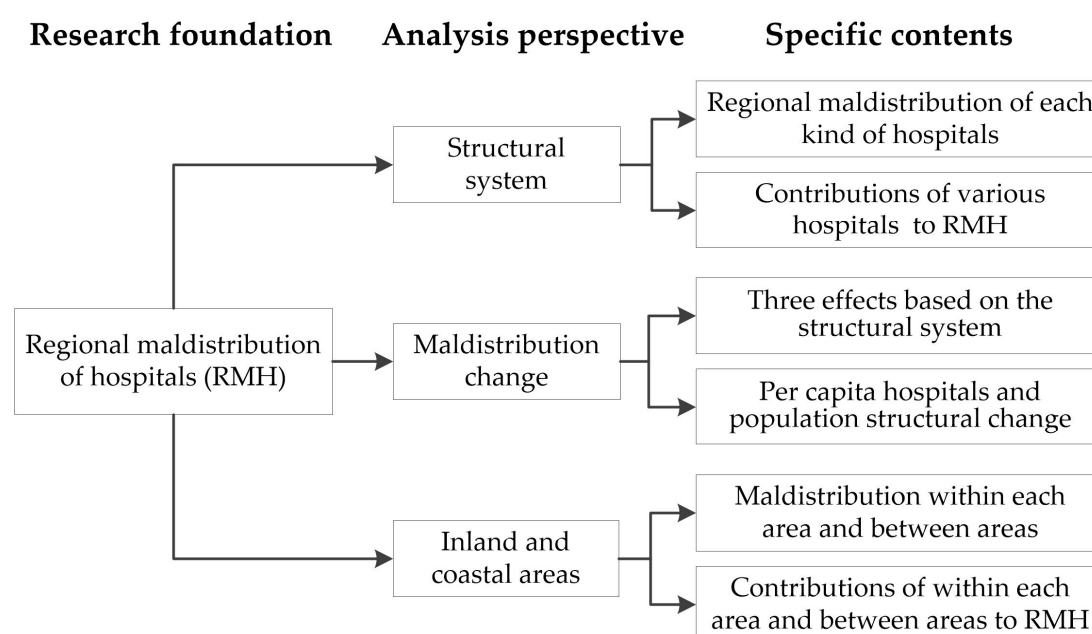 Research foundation
Analysis perspective
Specific contents
Regional maldistribution
of hospitals (RMH)
Structural
system
Regional maldistribution of each
kind of hospitals
Contributions of various
hospitals to RMH
Maldistribution
change
Three effects based on the
structural system
Per capita hospitals and
population structural change
Inland and
coastal areas
Maldistribution within each
area and between areas
Contributions of within each
area and between areas to RMH